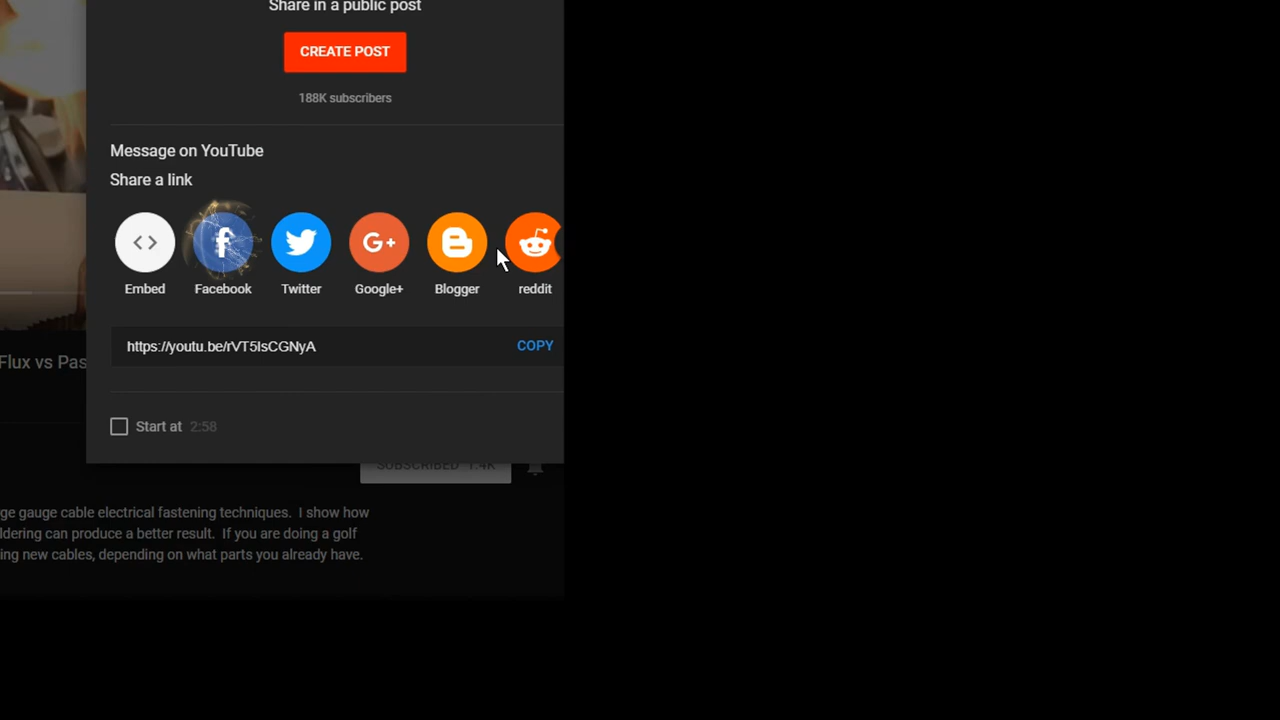 Share in a public post
CREATE POST
188K subscribers
Message on YouTube
Share a link
Embed
Facebook
Twitter
G+
Google+
Blogger
reddit
https://youtu.be/rVT5IsCGNyA
COPY
Flux vs Pas
Start at 2:58
SUBSCRIBED 1.4K
ge gauge cable electrical fastening techniques. I show how
ldering can produce a better result. If you are doing a golf
ing new cables, depending on what parts you already have.